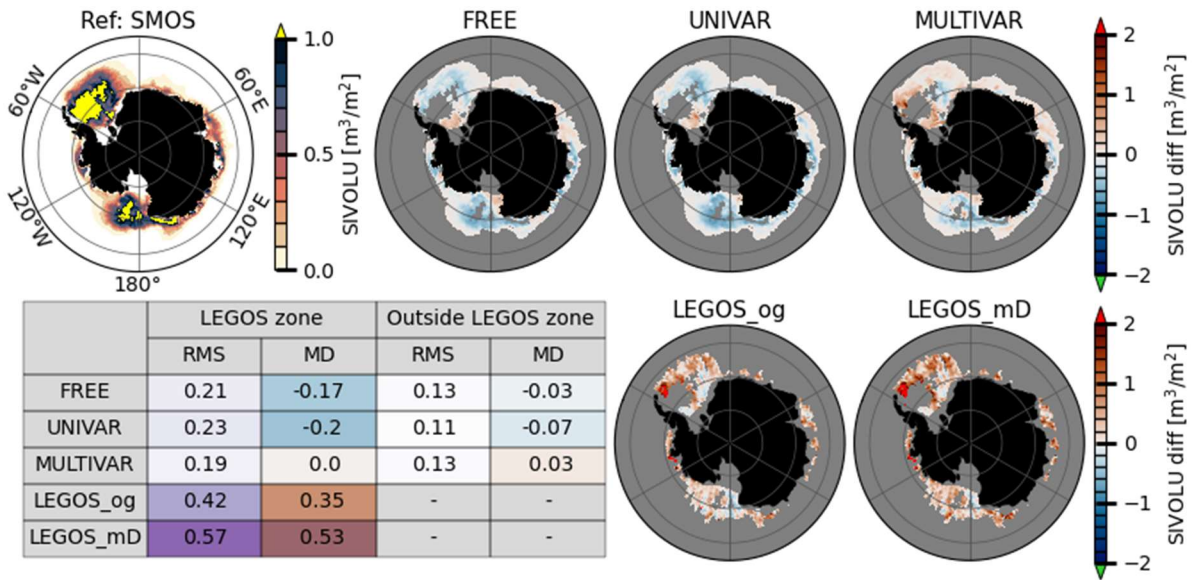 Ref: SMOS
FREE
UNIVAR
MULTIVAR
60°W
60°E
120°W
120°E
180°
1.0
0.5
0.0
SIVOLU [m³/m²]
2
1
0
−1
−2
SIVOLU diff [m³/m²]
LEGOS zone Outside LEGOS zone
RMS MD RMS MD
FREE 0.21 -0.17 0.13 -0.03
UNIVAR 0.23 -0.2 0.11 -0.07
MULTIVAR 0.19 0.0 0.13 0.03
LEGOS_og 0.42 0.35 - -
LEGOS_mD 0.57 0.53 - -
LEGOS_og
LEGOS_mD
2
1
0
−1
−2
SIVOLU diff [m³/m²]